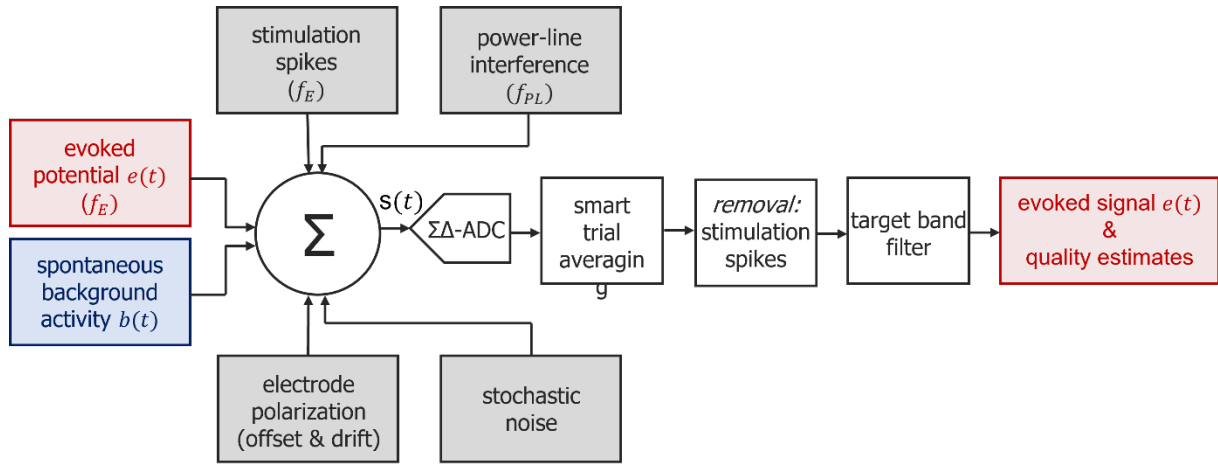 stimulation
spikes
(f_E)
power-line
interference
(f_PL)
evoked
potential e(t)
(f_E)
spontaneous
background
activity b(t)
Σ
s(t)
ΣΔ-ADC
smart
trial
averagin
g
removal:
stimulation
spikes
target band
filter
evoked signal e(t)
&
quality estimates
electrode
polarization
(offset & drift)
stochastic
noise